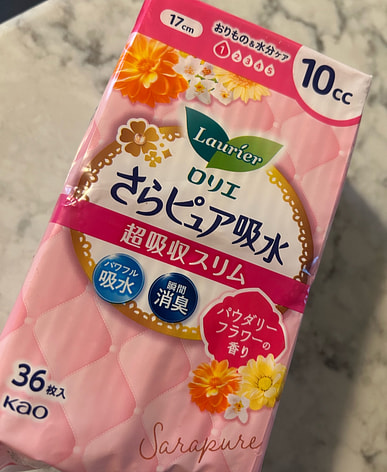 17cm
おりもの&水分ケア
1 2 3 4 5
10cc
Laurier
ロリエ
さらピュア吸水
超吸収スリム
パワフル
吸水
瞬間
消臭
パウダリー
フラワーの
香り
36枚入
Kao
Sarapure